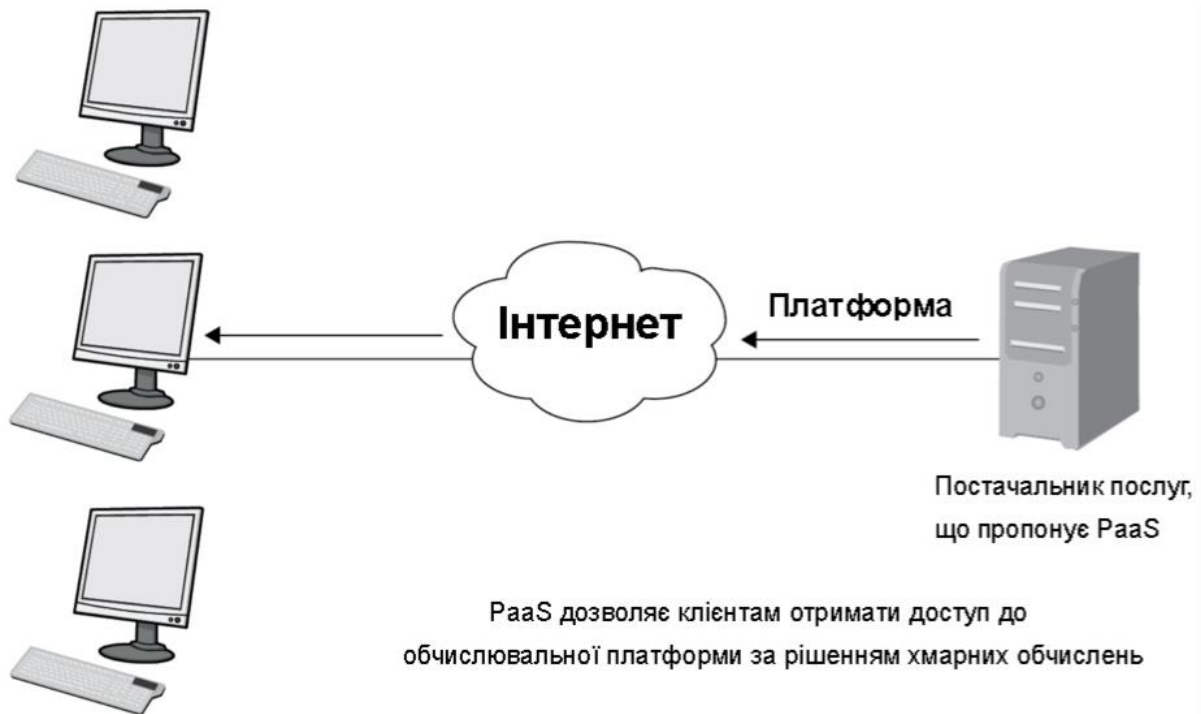 Інтернет
Платформа
Постачальник послуг,
що пропонує PaaS
PaaS дозволяє клієнтам отримати доступ до
обчислювальної платформи за рішенням хмарних обчислень